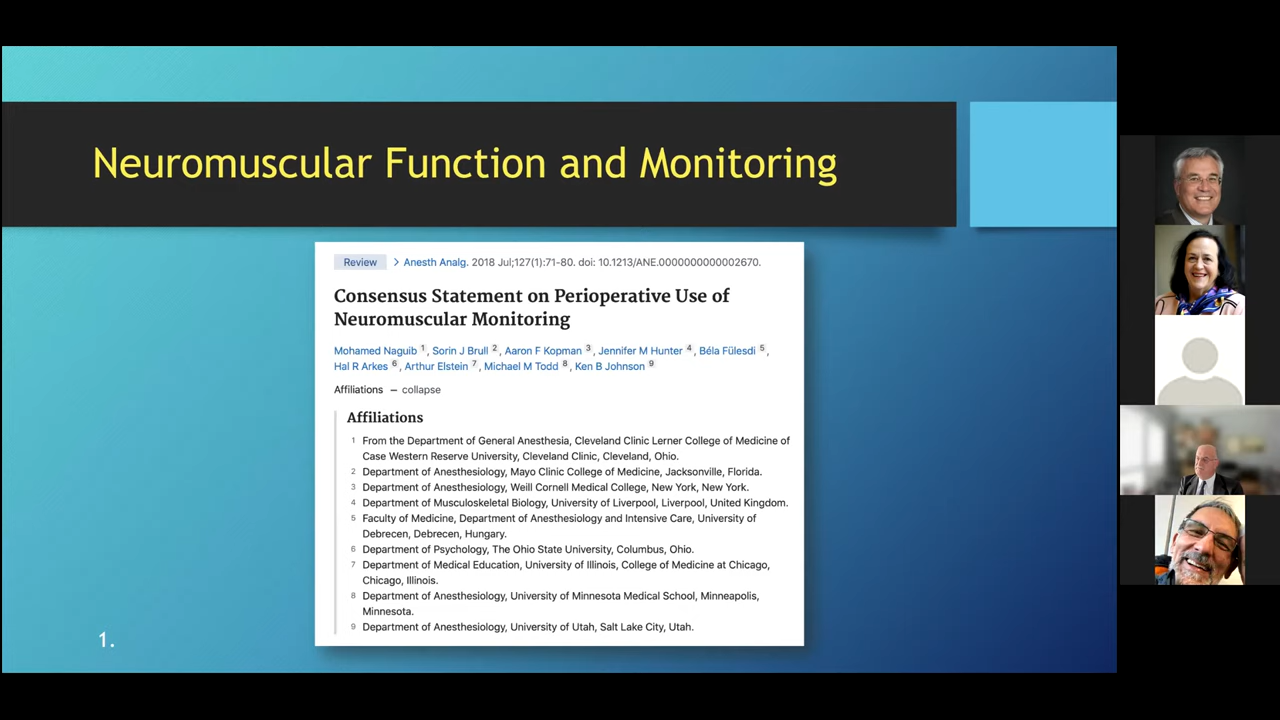 Neuromuscular Function and Monitoring
Review > Anesth Analg. 2018 Jul;127(1):71-80. doi: 10.1213/ANE.0000000000002670.
Consensus Statement on Perioperative Use of
Neuromuscular Monitoring
Mohamed Naguib 1, Sorin J Brull 2, Aaron F Kopman 3, Jennifer M Hunter 4, Béla Fülesdi 5,
Hal R Arkes 6, Arthur Elstein 7, Michael M Todd 8, Ken B Johnson 9
Affiliations – collapse
Affiliations
1 From the Department of General Anesthesia, Cleveland Clinic Lerner College of Medicine of
Case Western Reserve University, Cleveland Clinic, Cleveland, Ohio.
2 Department of Anesthesiology, Mayo Clinic College of Medicine, Jacksonville, Florida.
3 Department of Anesthesiology, Weill Cornell Medical College, New York, New York.
4 Department of Musculoskeletal Biology, University of Liverpool, Liverpool, United Kingdom.
5 Faculty of Medicine, Department of Anesthesiology and Intensive Care, University of
Debrecen, Debrecen, Hungary.
6 Department of Psychology, The Ohio State University, Columbus, Ohio.
7 Department of Medical Education, University of Illinois, College of Medicine at Chicago,
Chicago, Illinois.
8 Department of Anesthesiology, University of Minnesota Medical School, Minneapolis,
Minnesota.
9 Department of Anesthesiology, University of Utah, Salt Lake City, Utah.
1.